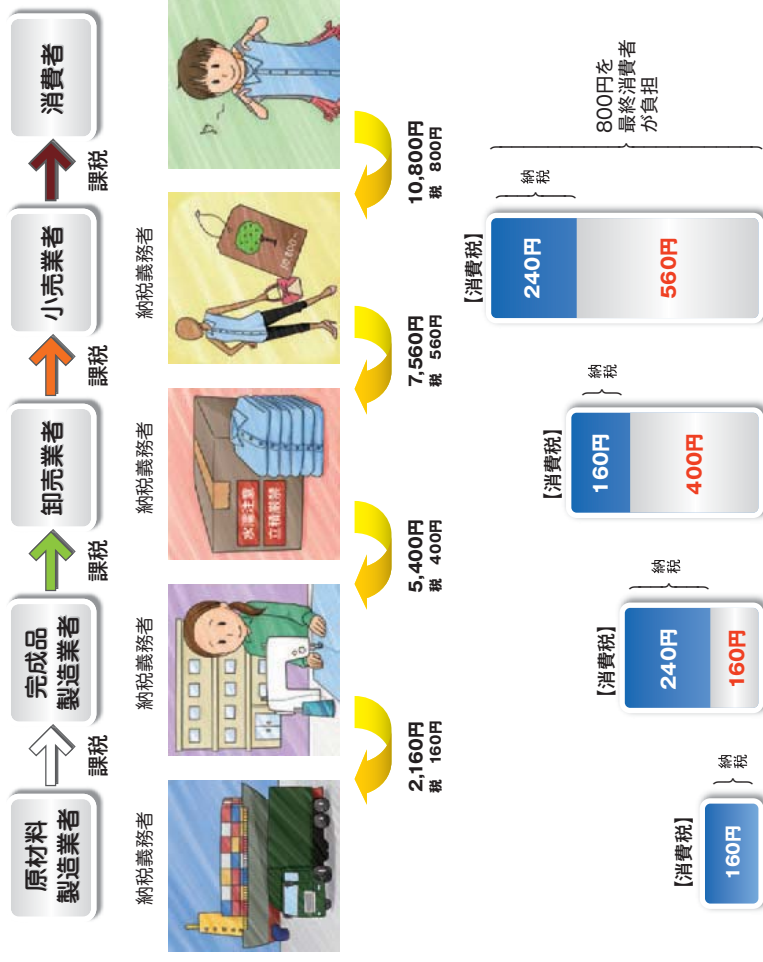 原材料
製造業者
課税
完成品
製造業者
課税
卸売業者
課税
小売業者
課税
消費者
納税義務者
納税義務者
納税義務者
納税義務者
水濡注意
立積厳禁
2,160円
税 160円
5,400円
税 400円
7,560円
税 560円
10,800円
税 800円
【消費税】
160円
納税
【消費税】
240円
160円
納税
【消費税】
160円
400円
納税
【消費税】
240円
560円
納税
800円を
最終消費者
が負担